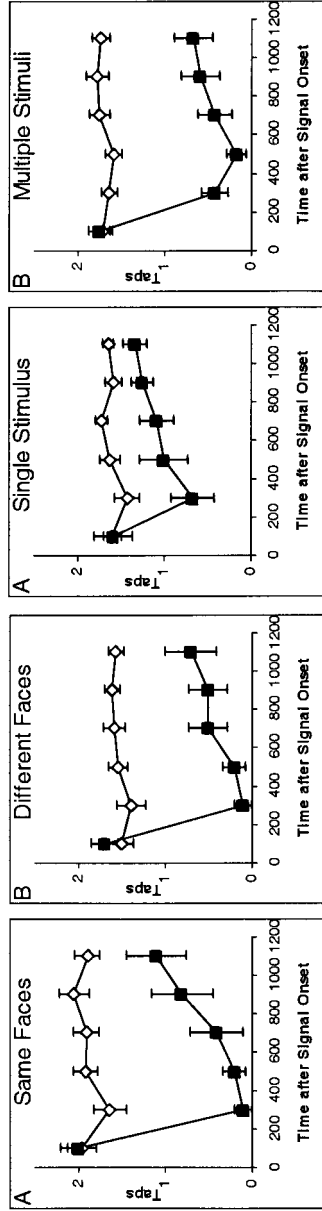 A
Same Faces
Taps
2
1
0
0
200
400
600
800
1000
1200
Time after Signal Onset
B
Different Faces
Taps
2
1
0
0
200
400
600
800
1000
1200
Time after Signal Onset
A
Single Stimulus
Taps
2
1
0
0
200
400
600
800
1000
1200
Time after Signal Onset
B
Multiple Stimuli
Taps
2
1
0
0
200
400
600
800
1000
1200
Time after Signal Onset